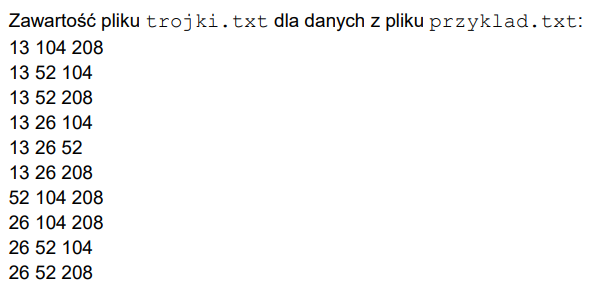 Zawartość pliku trojki.txt dla danych z pliku przyklad.txt:
13 104 208
13 52 104
13 52 208
13 26 104
13 26 52
13 26 208
52 104 208
26 104 208
26 52 104
26 52 208